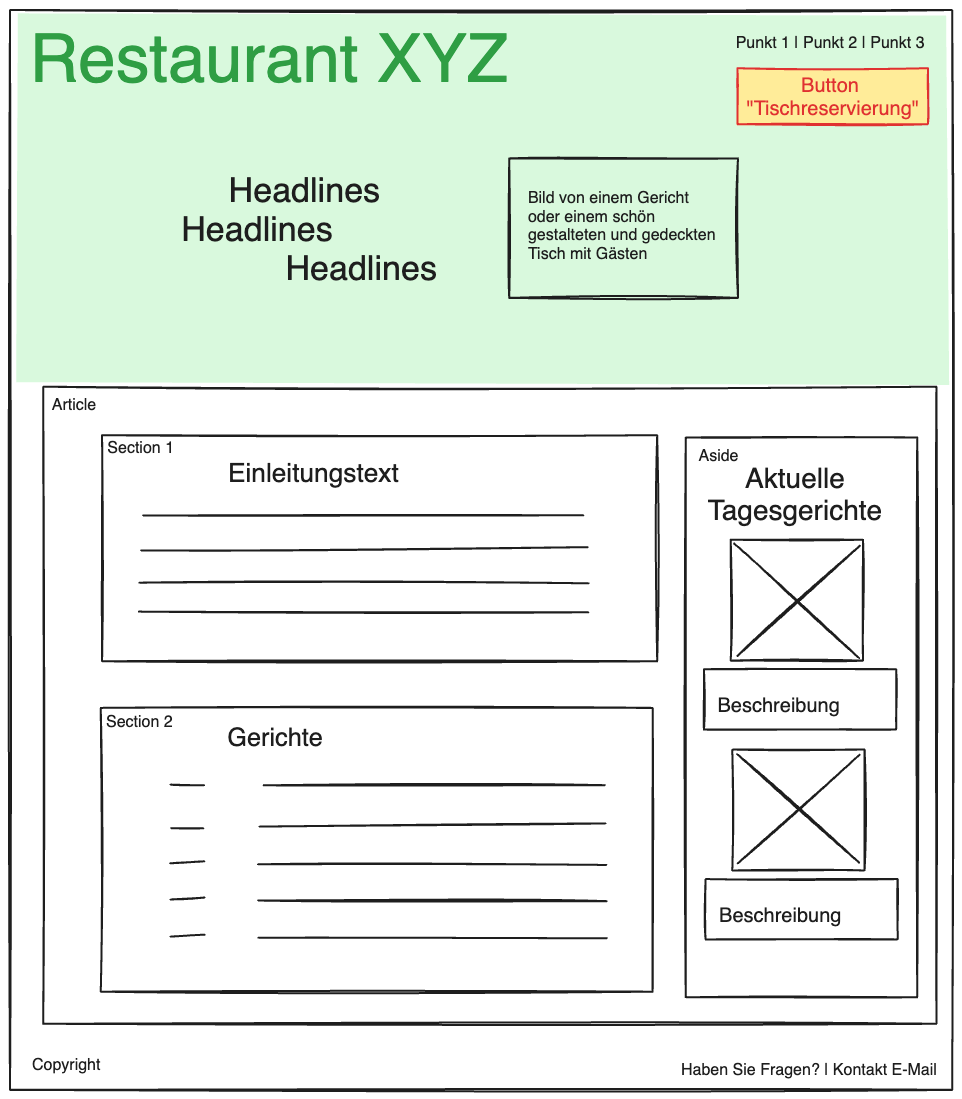 Restaurant XYZ
Punkt 1 | Punkt 2 | Punkt 3
Button
"Tischreservierung"
Headlines
Headlines
Headlines
Bild von einem Gericht
oder einem schön
gestalteten und gedeckten
Tisch mit Gästen
Article
Section 1
Einleitungstext
Section 2
Gerichte
Aside
Aktuelle
Tagesgerichte
Beschreibung
Beschreibung
Copyright
Haben Sie Fragen? | Kontakt E-Mail